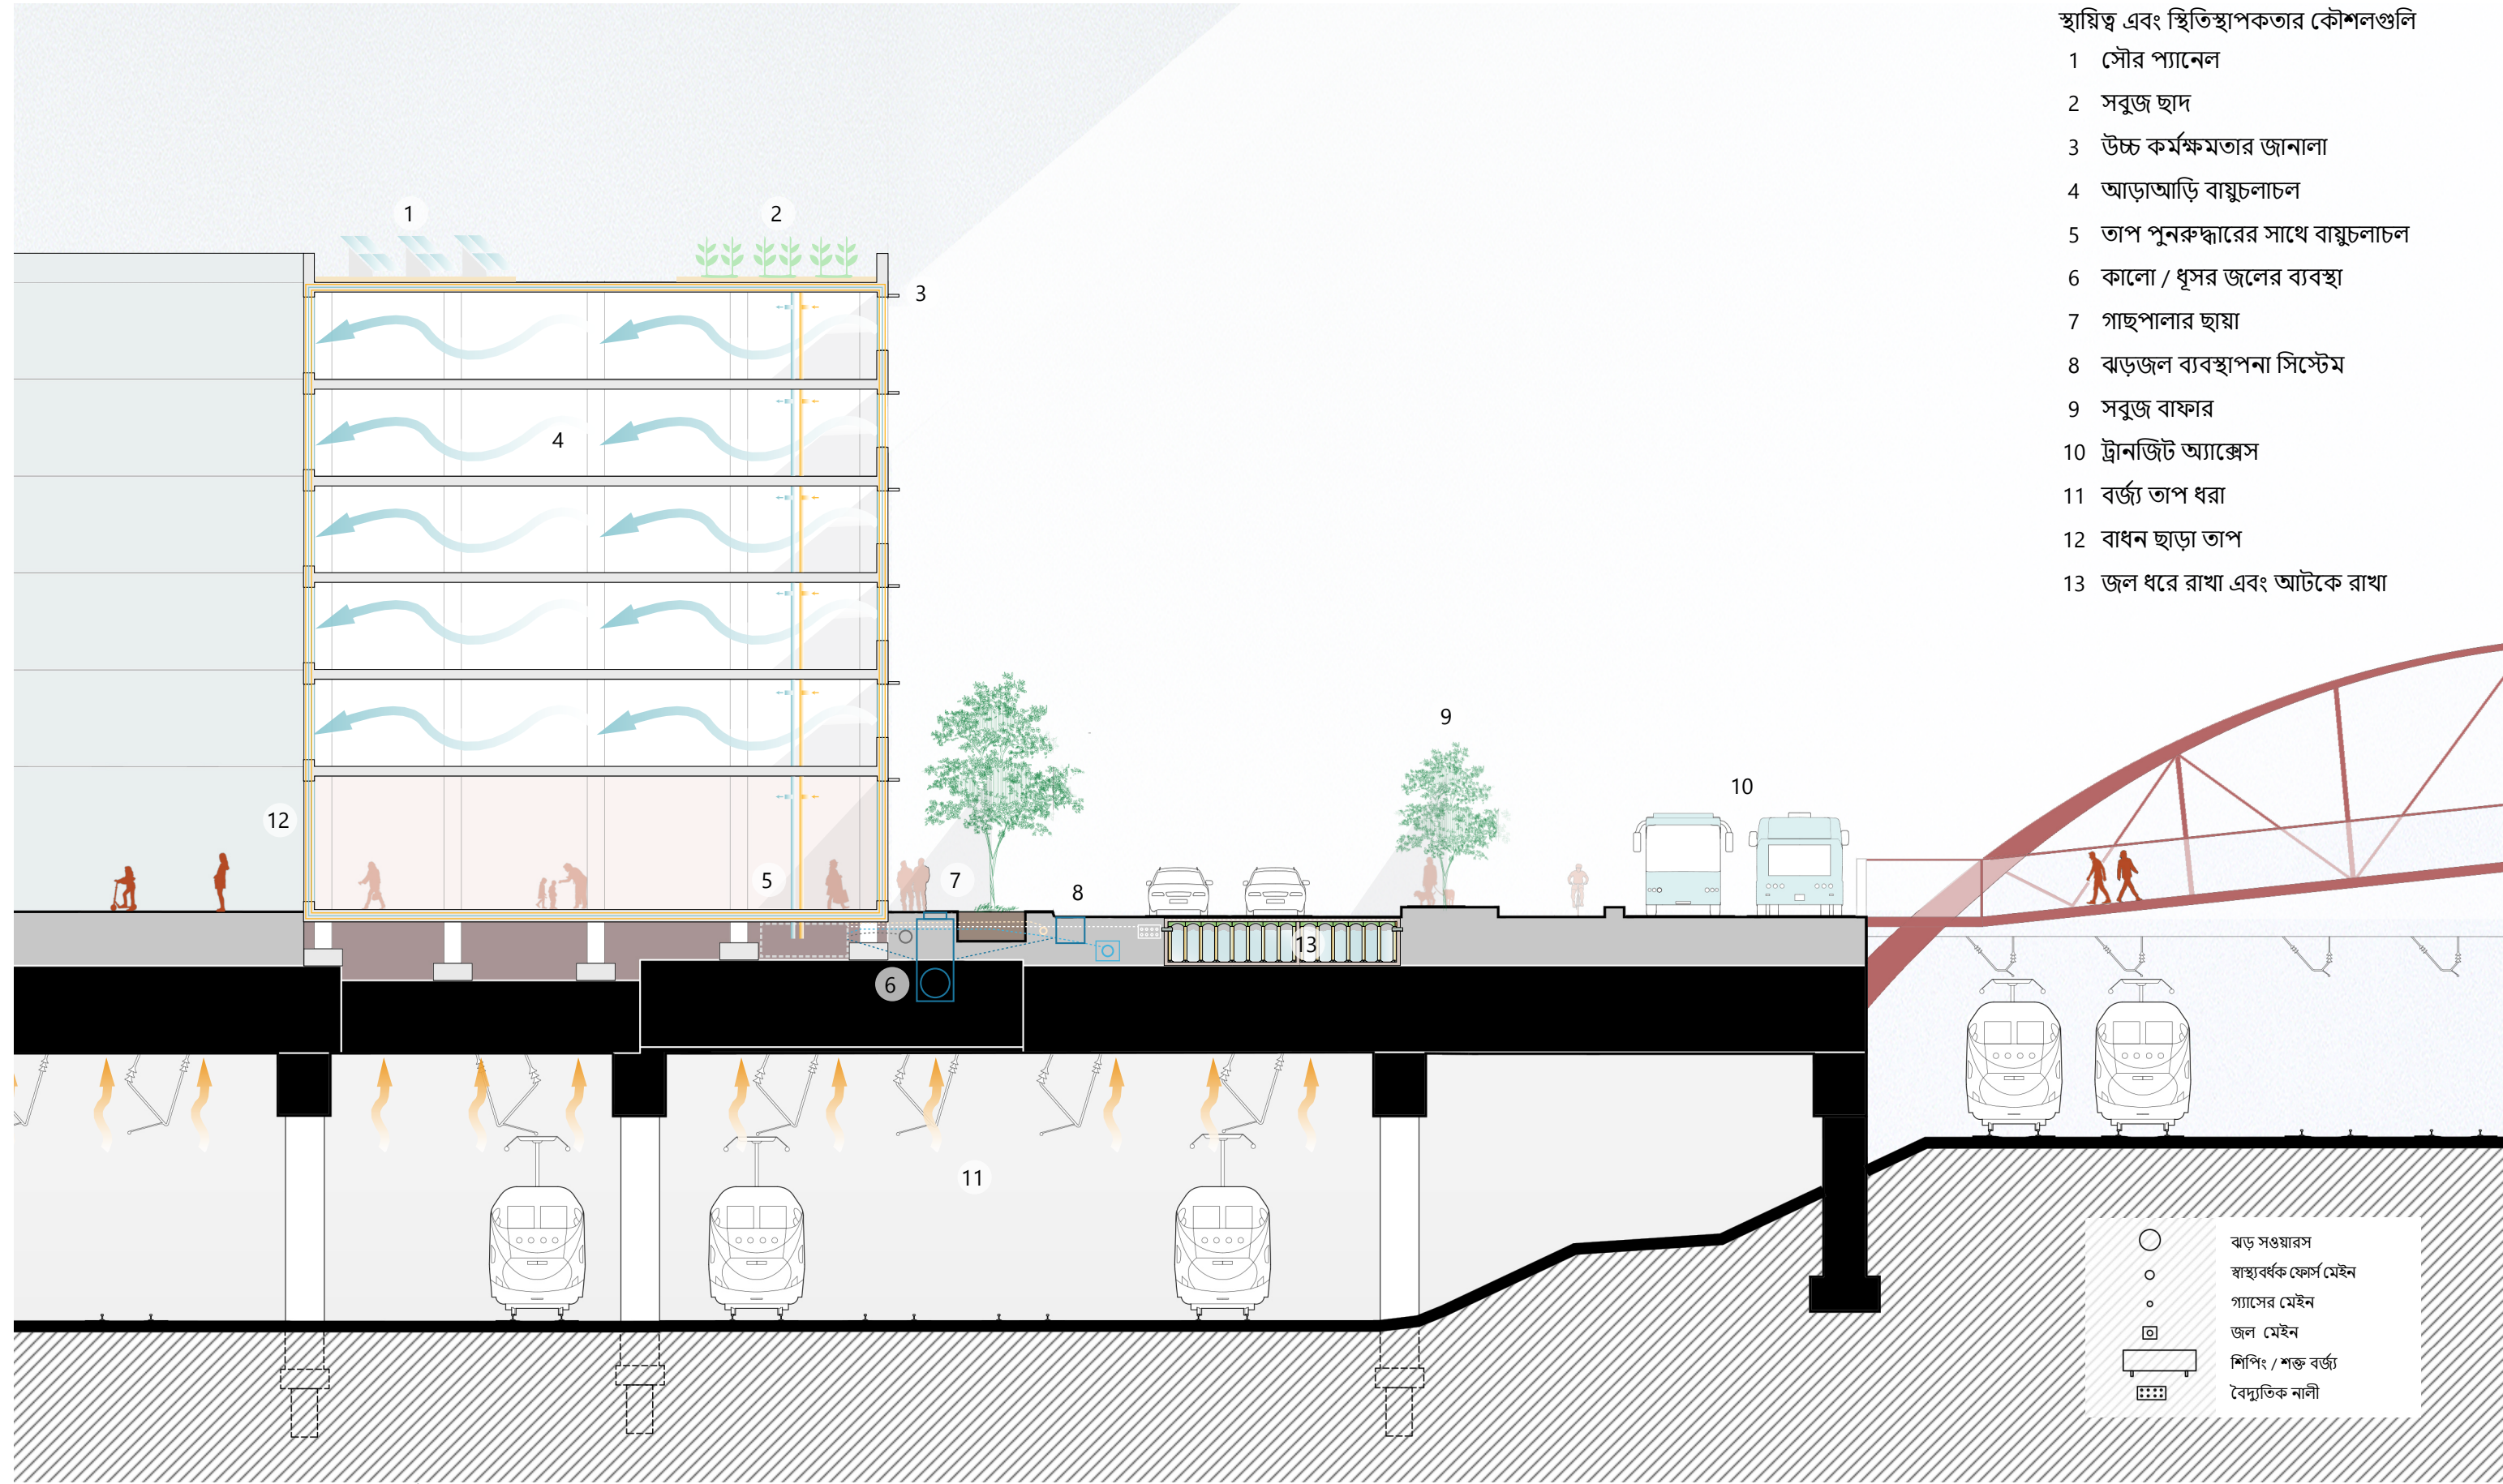 স্থায়িত্ব এবং স্থিতিস্থাপকতার কৌশলগুলি
1 সৌর প্যানেল
2 সবুজ ছাদ
3 উচ্চ কর্মক্ষমতার জানালা
4 আড়াআড়ি বায়ুচলাচল
5 তাপ পুনরুদ্ধারের সাথে বায়ুচলাচল
6 কালো / ধূসর জলের ব্যবস্থা
7 গাছপালার ছায়া
8 ঝড়জল ব্যবস্থাপনা সিস্টেম
9 সবুজ বাফার
10 ট্রানজিট অ্যাক্সেস
11 বর্জ্য তাপ ধরা
12 বাধন ছাড়া তাপ
13 জল ধরে রাখা এবং আটকে রাখা
1
2
3
4
9
10
12
5
7
8
13
6
11
ঝড় সওয়ারস
স্বাস্থ্যবর্ধক ফোর্স মেইন
গ্যাসের মেইন
জল মেইন
শিপিং / শক্ত বর্জ্য
বৈদ্যুতিক নালী